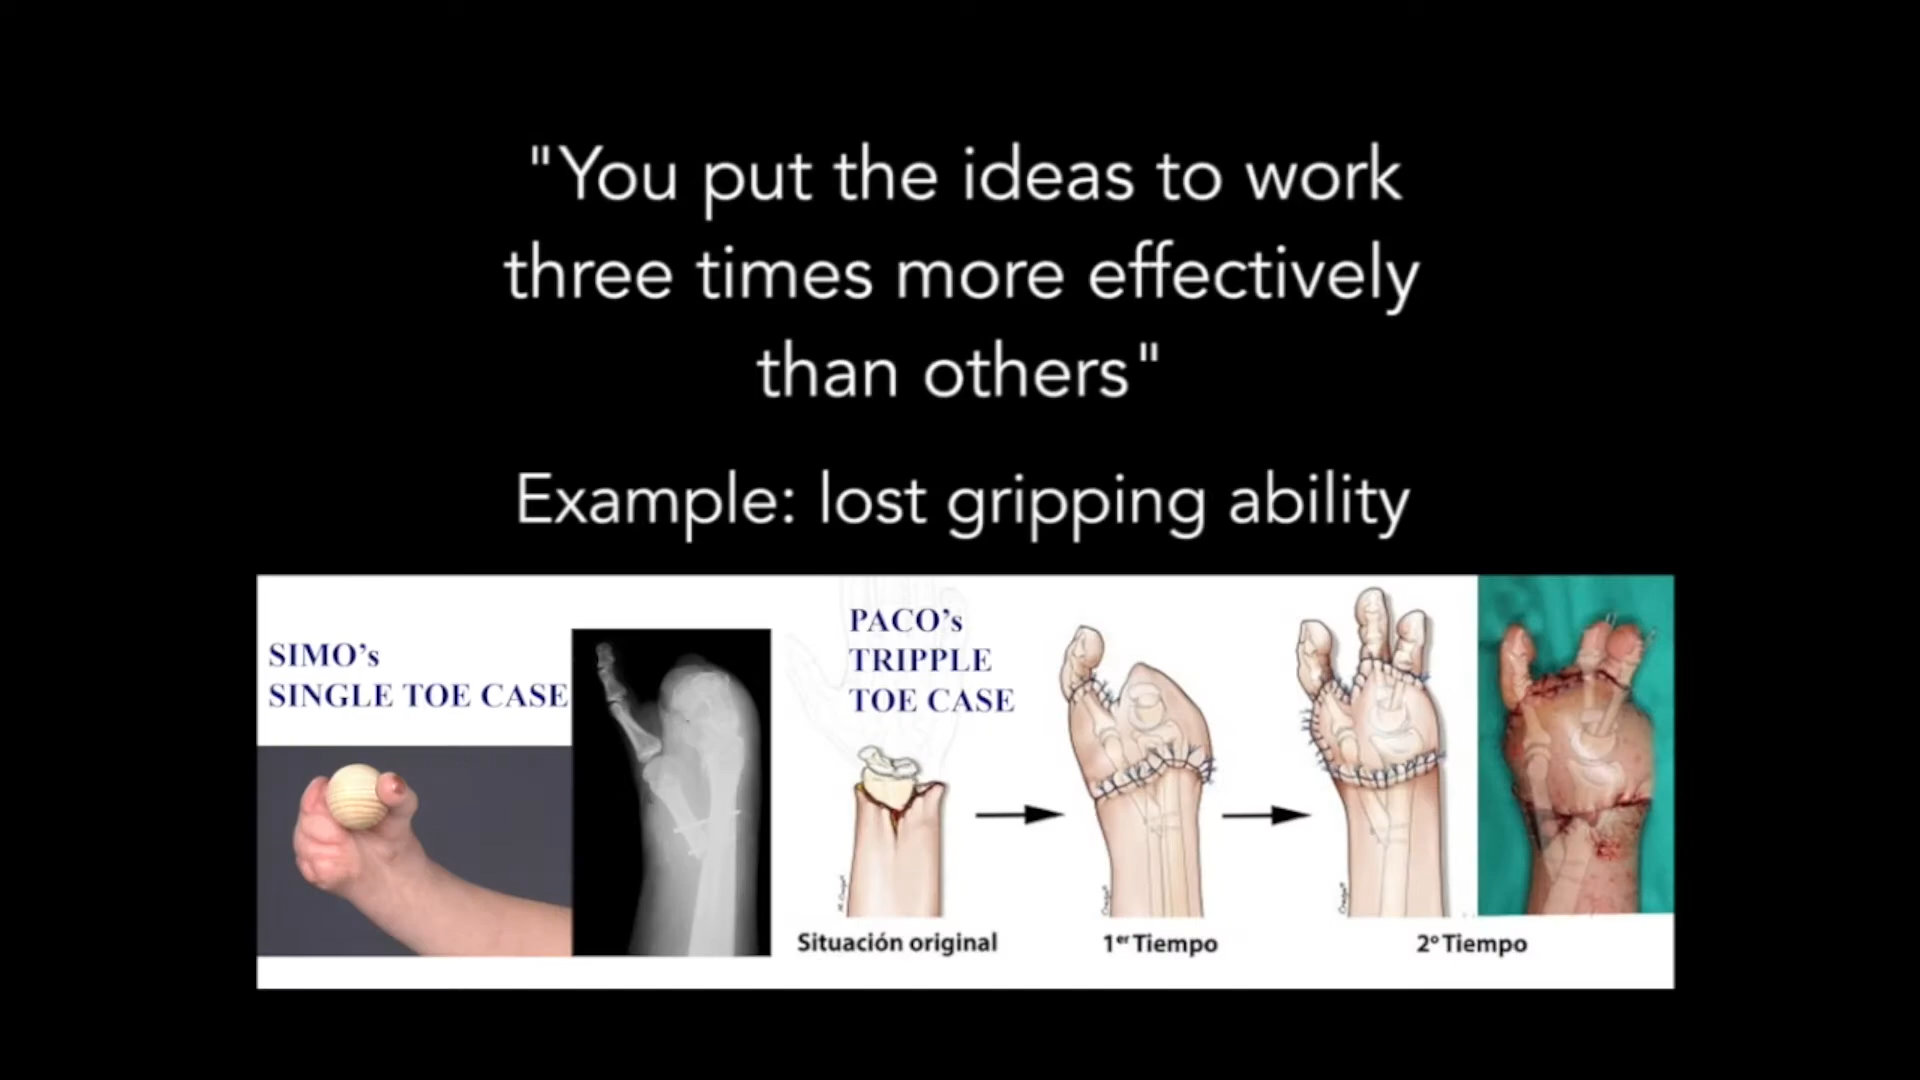 "You put the ideas to work
three times more effectively
than others"
Example: lost gripping ability
SIMO's
SINGLE TOE CASE
PACO's
TRIPPLE
TOE CASE
Situación original
1er Tiempo
2º Tiempo